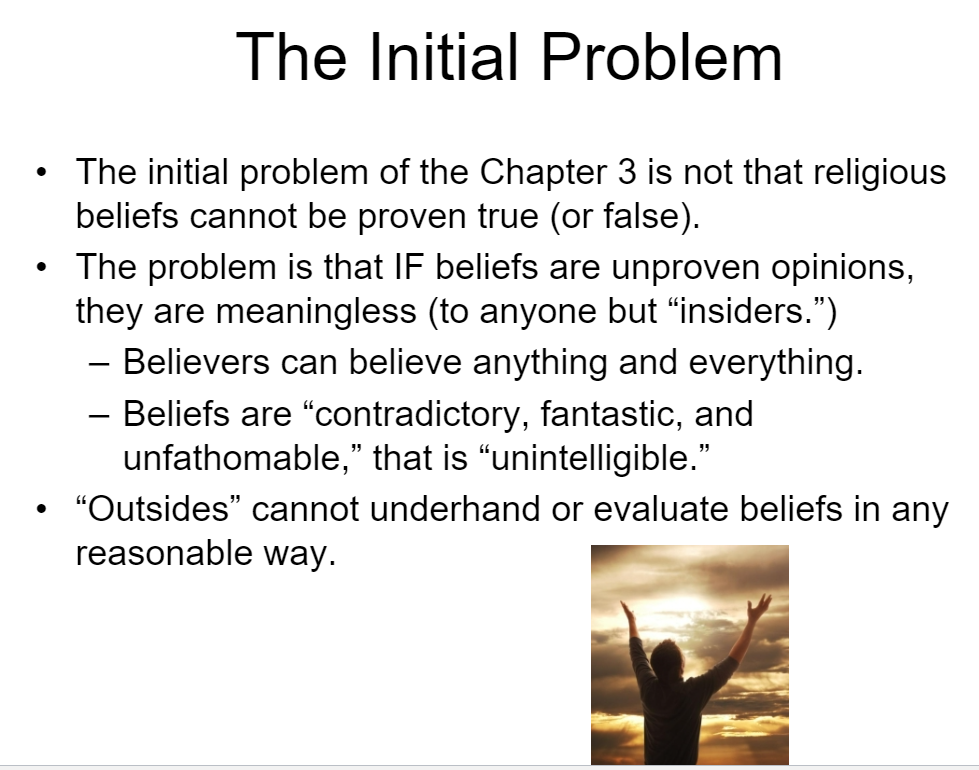 The Initial Problem
• The initial problem of the Chapter 3 is not that religious
beliefs cannot be proven true (or false).
• The problem is that IF beliefs are unproven opinions,
they are meaningless (to anyone but “insiders.”)
– Believers can believe anything and everything.
– Beliefs are “contradictory, fantastic, and
unfathomable,” that is “unintelligible.”
• “Outsides” cannot underhand or evaluate beliefs in any
reasonable way.